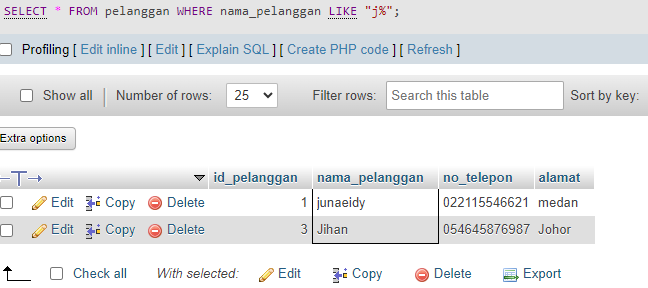 SELECT * FROM pelanggan WHERE nama_pelanggan LIKE "j%";
Profiling [ Edit inline ] [ Edit ] [ Explain SQL ] [ Create PHP code ] [ Refresh ]
Show all Number of rows: 25 Filter rows: Search this table Sort by key:
Extra options
id_pelanggan nama_pelanggan no_telepon alamat
Edit Copy Delete 1 junaeidy 022115546621 medan
Edit Copy Delete 3 Jihan 054645876987 Johor
Check all With selected: Edit Copy Delete Export